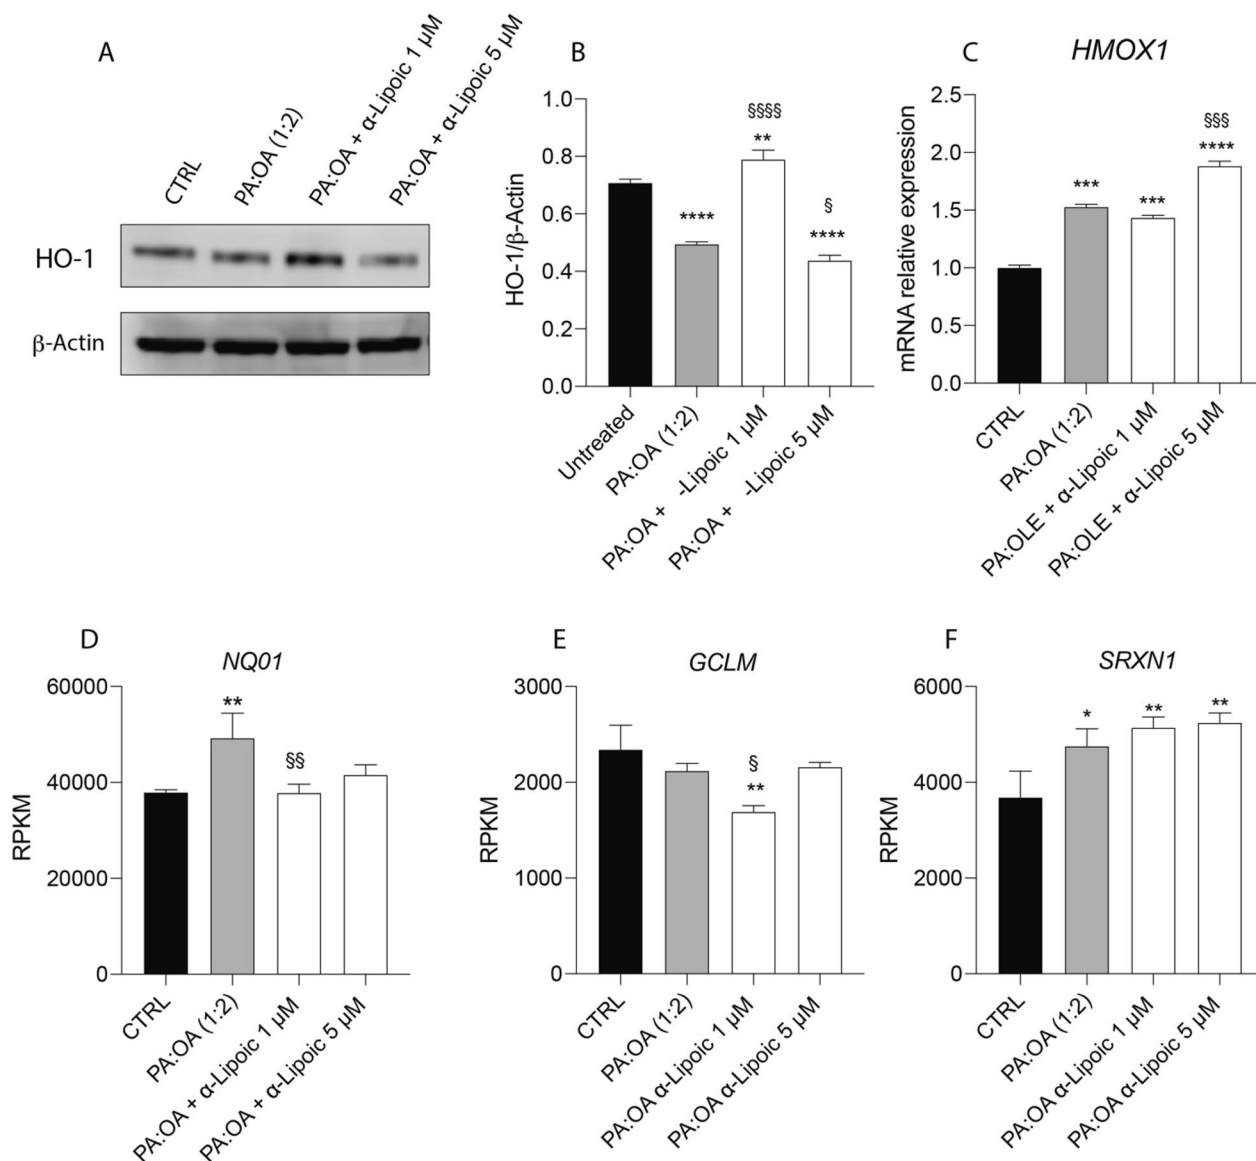 A
CTRL
PA:OA (1:2)
PA:OA + α-Lipoic 1 µM
PA:OA + α-Lipoic 5 µM
HO-1
β-Actin
B
HO-1/β-Actin
1.0
0.8
0.6
0.4
0.2
0.0
****
§§§§
**
§
****
Untreated
PA:OA (1:2)
PA:OA + -Lipoic 1 µM
PA:OA + -Lipoic 5 µM
C
HMOX1
mRNA relative expression
2.5
2.0
1.5
1.0
0.5
0.0
***
***
§§§
****
CTRL
PA:OA (1:2)
PA:OLE + α-Lipoic 1 µM
PA:OLE + α-Lipoic 5 µM
D
NQ01
RPKM
60000
40000
20000
0
**
§§
CTRL
PA:OA (1:2)
PA:OA + α-Lipoic 1 µM
PA:OA + α-Lipoic 5 µM
E
GCLM
RPKM
3000
2000
1000
0
§
**
CTRL
PA:OA (1:2)
PA:OA α-Lipoic 1 µM
PA:OA α-Lipoic 5 µM
F
SRXN1
RPKM
6000
4000
2000
0
*
**
**
CTRL
PA:OA (1:2)
PA:OA α-Lipoic 1 µM
PA:OA α-Lipoic 5 µM